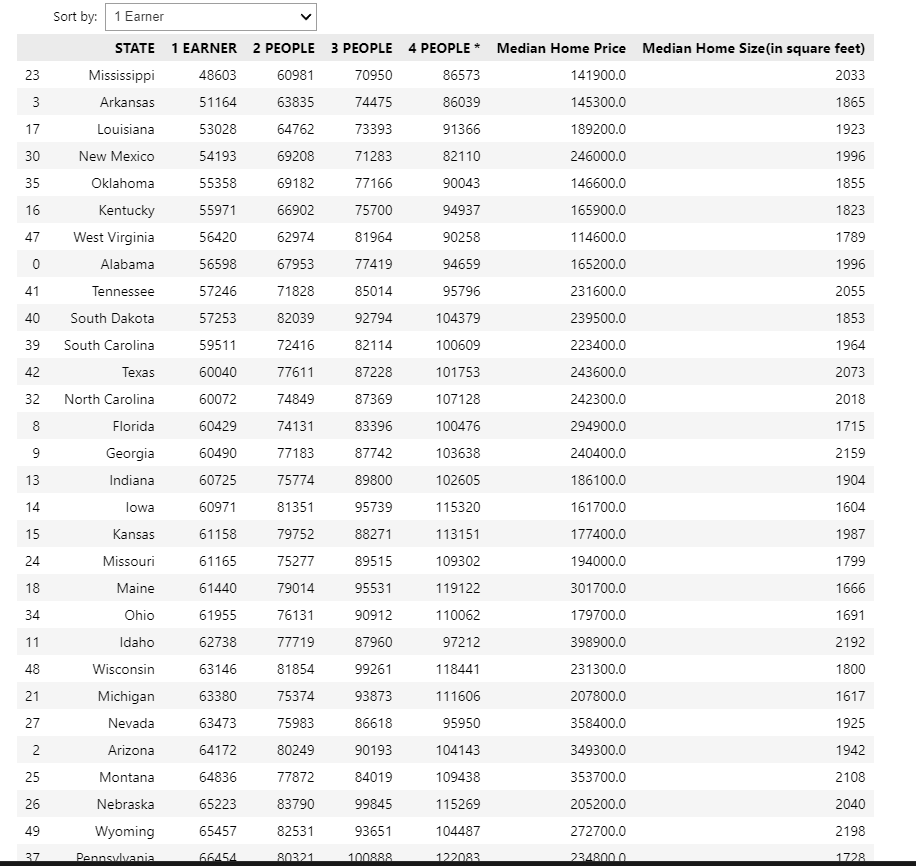 Sort by: 1 Earner
STATE 1 EARNER 2 PEOPLE 3 PEOPLE 4 PEOPLE * Median Home Price Median Home Size(in square feet)
23 Mississippi 48603 60981 70950 86573 141900.0 2033
3 Arkansas 51164 63835 74475 86039 145300.0 1865
17 Louisiana 53028 64762 73393 91366 189200.0 1923
30 New Mexico 54193 69208 71283 82110 246000.0 1996
35 Oklahoma 55358 69182 77166 90043 146600.0 1855
16 Kentucky 55971 66902 75700 94937 165900.0 1823
47 West Virginia 56420 62974 81964 90258 114600.0 1789
0 Alabama 56598 67953 77419 94659 165200.0 1996
41 Tennessee 57246 71828 85014 95796 231600.0 2055
40 South Dakota 57253 82039 92794 104379 239500.0 1853
39 South Carolina 59511 72416 82114 100609 223400.0 1964
42 Texas 60040 77611 87228 101753 243600.0 2073
32 North Carolina 60072 74849 87369 107128 242300.0 2018
8 Florida 60429 74131 83396 100476 294900.0 1715
9 Georgia 60490 77183 87742 103638 240400.0 2159
13 Indiana 60725 75774 89800 102605 186100.0 1904
14 Iowa 60971 81351 95739 115320 161700.0 1604
15 Kansas 61158 79752 88271 113151 177400.0 1987
24 Missouri 61165 75277 89515 109302 194000.0 1799
18 Maine 61440 79014 95531 119122 301700.0 1666
34 Ohio 61955 76131 90912 110062 179700.0 1691
11 Idaho 62738 77719 87960 97212 398900.0 2192
48 Wisconsin 63146 81854 99261 118441 231300.0 1800
21 Michigan 63380 75374 93873 111606 207800.0 1617
27 Nevada 63473 75983 86618 95950 358400.0 1925
2 Arizona 64172 80249 90193 104143 349300.0 1942
25 Montana 64836 77872 84019 109438 353700.0 2108
26 Nebraska 65223 83790 99845 115269 205200.0 2040
49 Wyoming 65457 82531 93651 104487 272700.0 2198
37 Pennsylvania 66454 80321 100888 122083 234800.0 1728